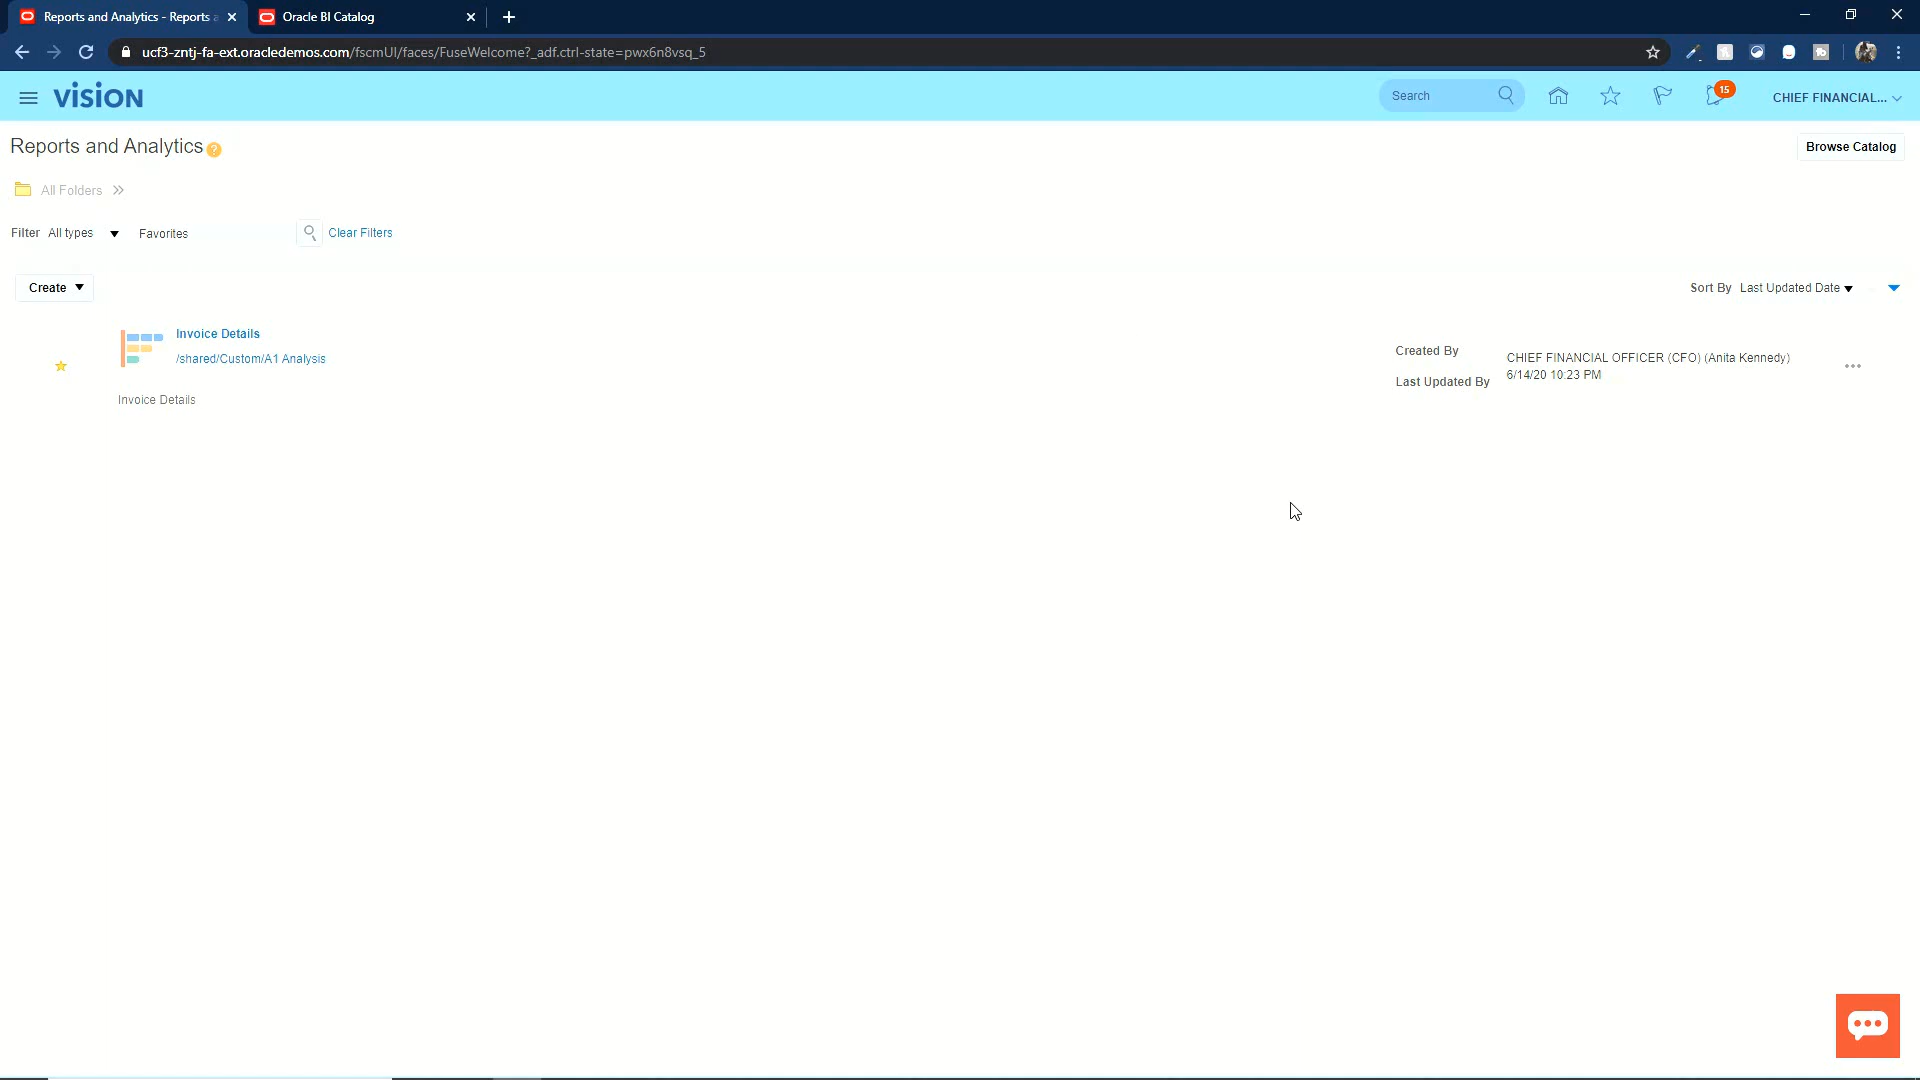 Reports and Analytics - Reports a
Oracle BI Catalog
ucf3-zntj-fa-ext.oracledemos.com/fscmUI/faces/FuseWelcome?_adf.ctrl-state=pwx6n8vsq_5
vision
Search
15
CHIEF FINANCIAL...
Reports and Analytics
?
Browse Catalog
All Folders
Filter All types Favorites Clear Filters
Create
Sort By Last Updated Date
Invoice Details
/shared/Custom/A1 Analysis
Invoice Details
Created By
Last Updated By
CHIEF FINANCIAL OFFICER (CFO) (Anita Kennedy)
6/14/20 10:23 PM